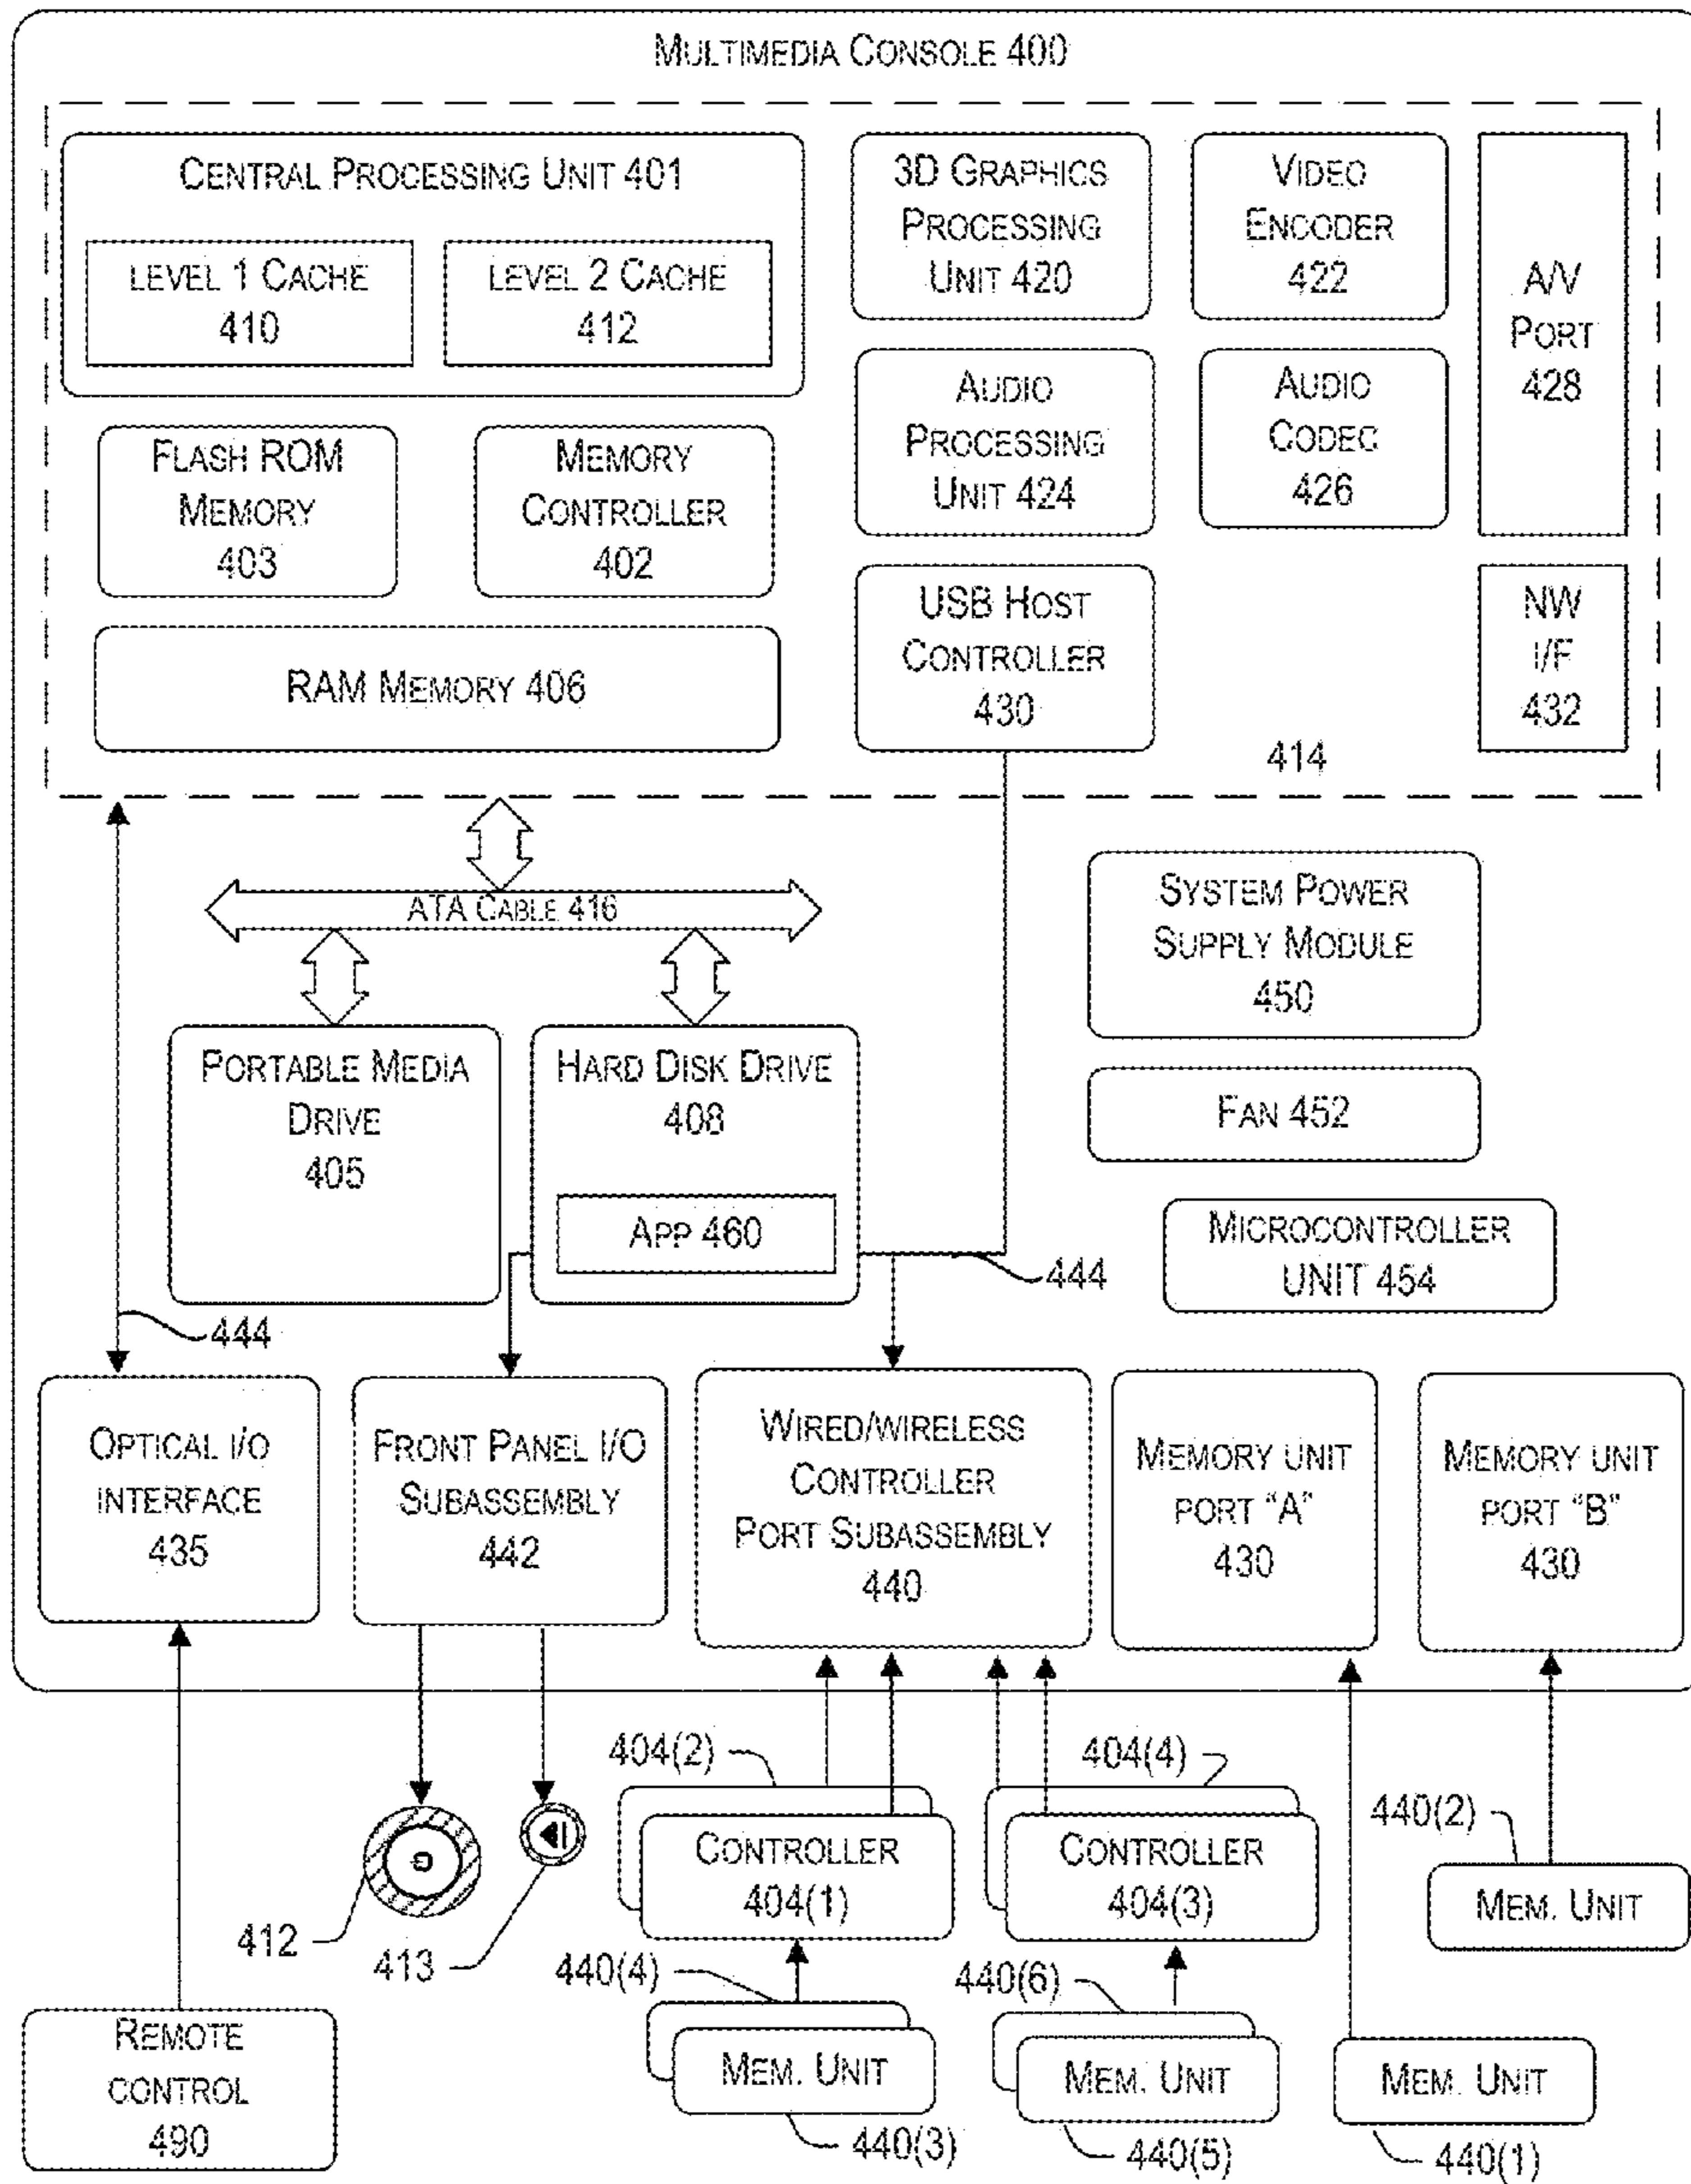 MULTIMEDIA CONSOLE 400
CENTRAL PROCESSING UNIT 401
LEVEL 1 CACHE
410
LEVEL 2 CACHE
412
3D GRAPHICS
PROCESSING
UNIT 420
VIDEO
ENCODER
422
A/V
PORT
428
FLASH ROM
MEMORY
403
MEMORY
CONTROLLER
402
AUDIO
PROCESSING
UNIT 424
AUDIO
CODEC
426
RAM MEMORY 406
USB HOST
CONTROLLER
430
NW
I/F
432
414
ATA CABLE 416
SYSTEM POWER
SUPPLY MODULE
450
PORTABLE MEDIA
DRIVE
405
HARD DISK DRIVE
408
APP 460
FAN 452
MICROCONTROLLER
UNIT 454
444
444
OPTICAL I/O
INTERFACE
435
FRONT PANEL I/O
SUBASSEMBLY
442
WIRED/WIRELESS
CONTROLLER
PORT SUBASSEMBLY
440
MEMORY UNIT
PORT "A"
430
MEMORY UNIT
PORT "B"
430
404(2)
404(4)
440(2)
CONTROLLER
404(1)
CONTROLLER
404(3)
MEM. UNIT
412
413
440(4)
440(6)
REMOTE
CONTROL
490
MEM. UNIT
MEM. UNIT
MEM. UNIT
440(3)
440(5)
440(1)